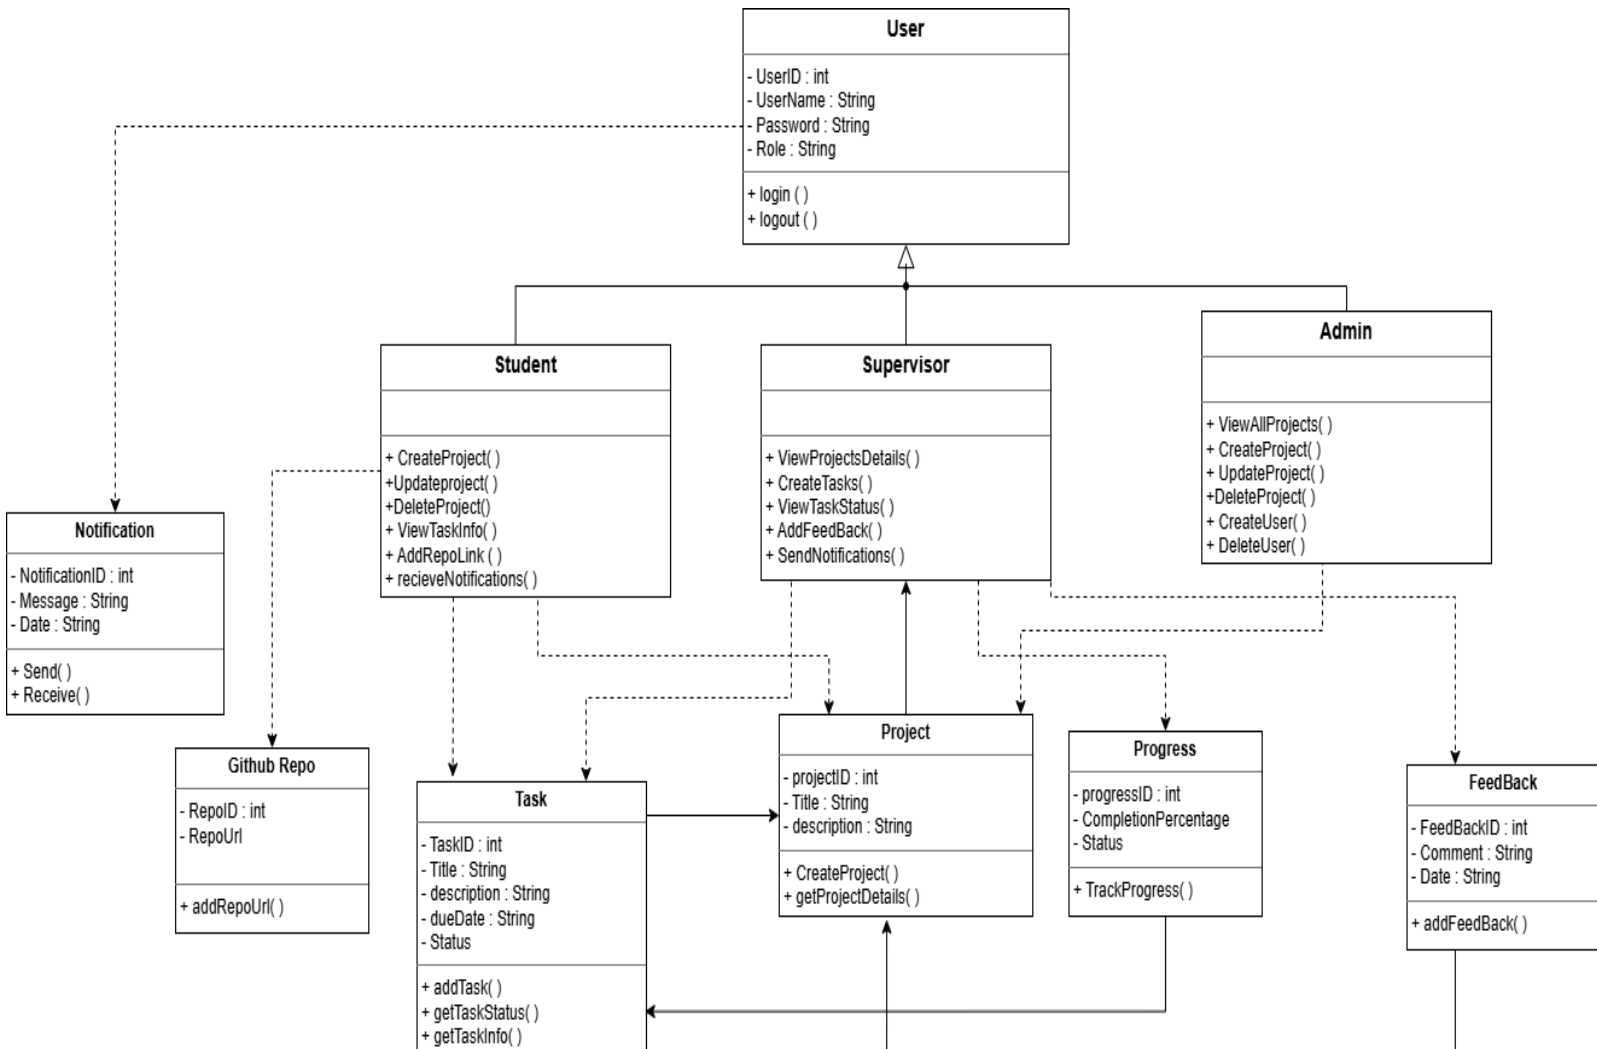 User
- UserID : int
- UserName : String
- Password : String
- Role : String
+ login ( )
+ logout ( )
Student
+ CreateProject( )
+Updateproject( )
+DeleteProject()
+ ViewTaskInfo( )
+ AddRepoLink ( )
+ recieveNotifications( )
Supervisor
+ ViewProjectsDetails( )
+ CreateTasks( )
+ ViewTaskStatus( )
+ AddFeedBack( )
+ SendNotifications( )
Admin
+ ViewAllProjects( )
+ CreateProject( )
+ UpdateProject( )
+DeleteProject( )
+ CreateUser( )
+ DeleteUser( )
Notification
- NotificationID : int
- Message : String
- Date : String
+ Send( )
+ Receive( )
Github Repo
- RepoID : int
- RepoUrl
+ addRepoUrl( )
Task
- TaskID : int
- Title : String
- description : String
- dueDate : String
- Status
+ addTask( )
+ getTaskStatus( )
+ getTaskInfo( )
Project
- projectID : int
- Title : String
- description : String
+ CreateProject( )
+ getProjectDetails( )
Progress
- progressID : int
- CompletionPercentage
- Status
+ TrackProgress( )
FeedBack
- FeedBackID : int
- Comment : String
- Date : String
+ addFeedBack( )